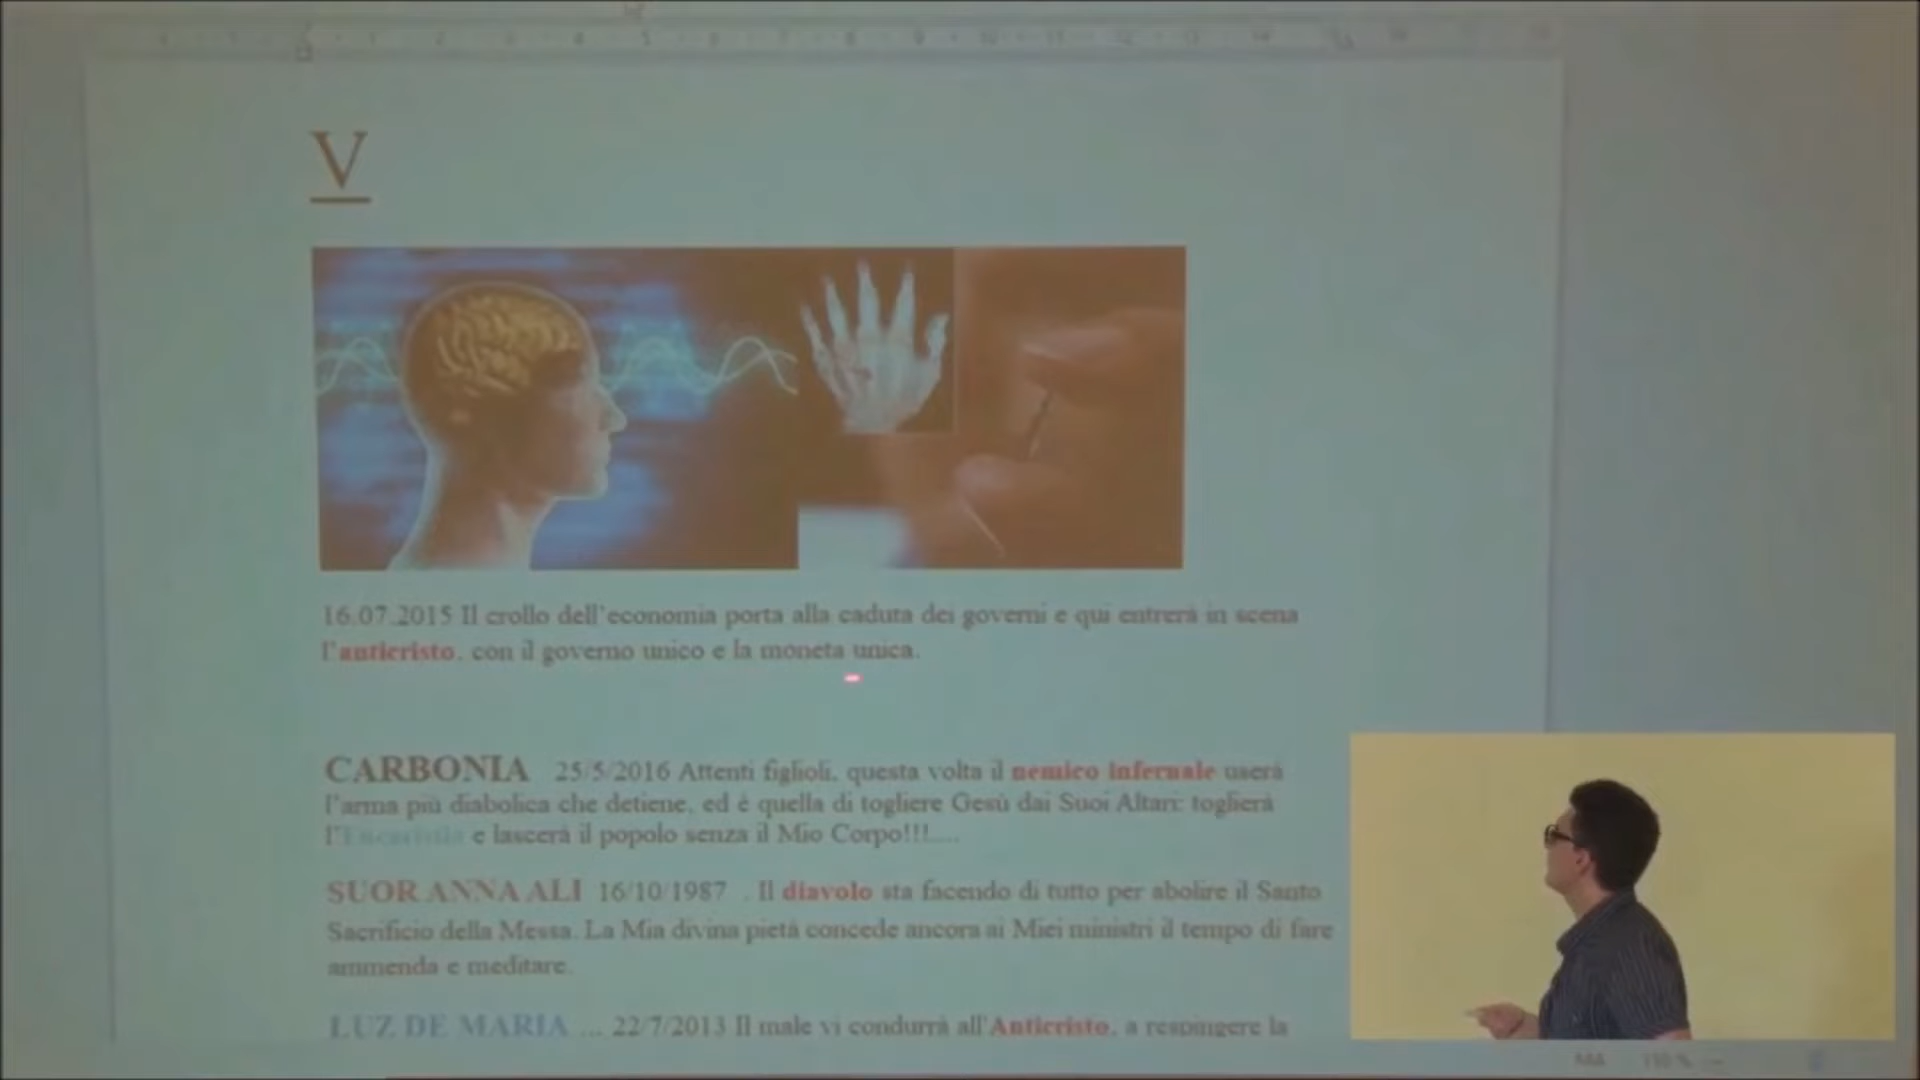 V
16.07.2015 Il crollo dell'economia porta alla caduta dei governi e qui entrerà in scena
l'anticristo, con il governo unico e la moneta unica.
CARBONIA 25/5/2016 Attenti figlioli, questa volta il nemico infernale userà
l'arma più diabolica che detiene, ed è quella di togliere Gesù dai Suoi Altari: toglierà
l'Eucaristia e lascerà il popolo senza il Mio Corpo!!!....
SUOR ANNA ALI 16/10/1987 . Il diavolo sta facendo di tutto per abolire il Santo
Sacrificio della Messa. La Mia divina pietà concede ancora ai Miei ministri il tempo di fare
ammenda e meditare.
LUZ DE MARIA ... 22/7/2013 Il male vi condurrà all'Anticristo, a respingere la